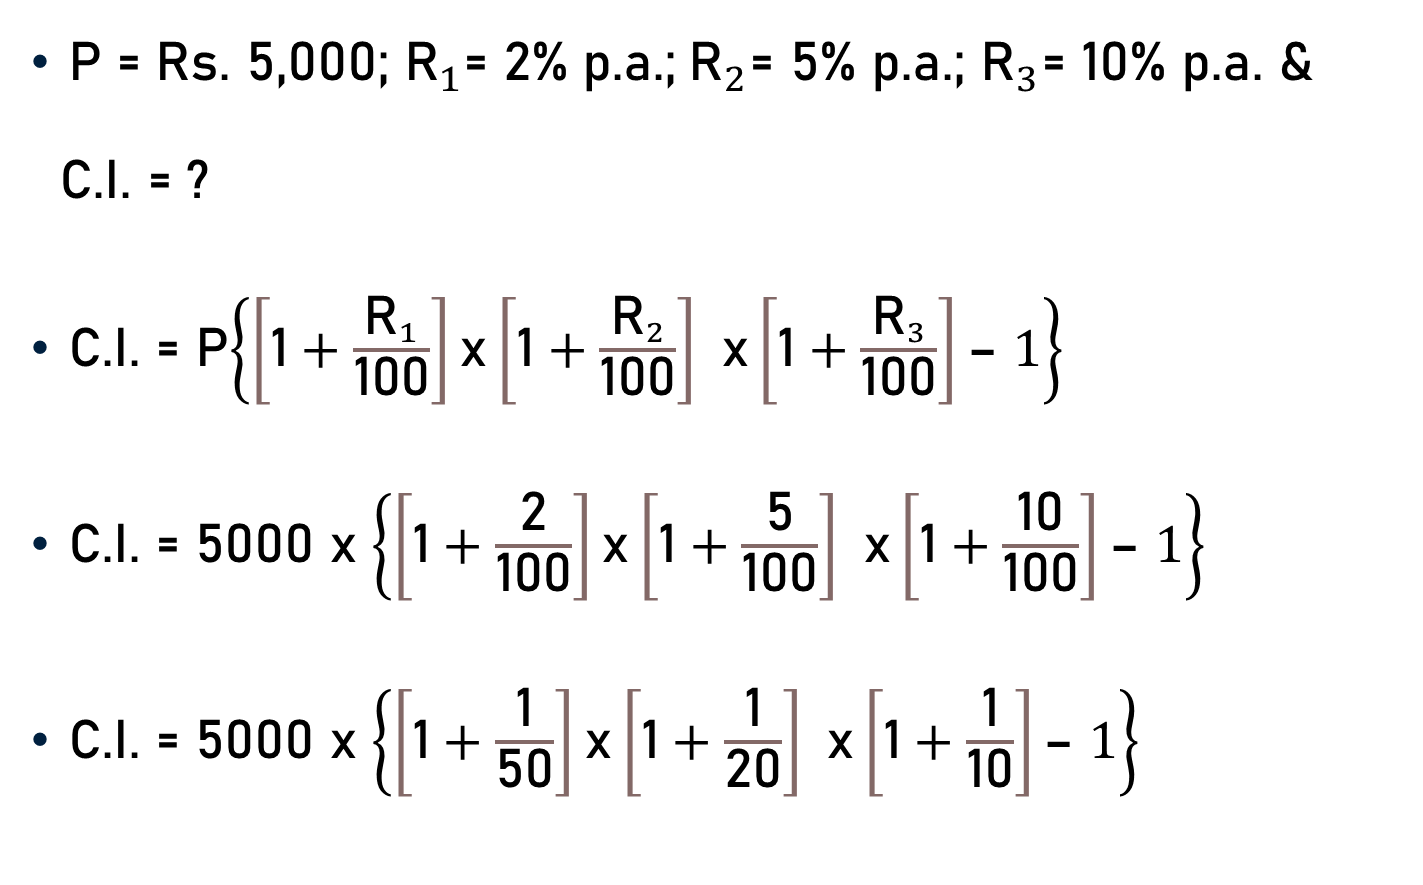 • P = Rs. 5,000; R₁= 2% p.a.; R₂= 5% p.a.; R₃= 10% p.a. &
C.I. = ?
• C.I. = P{[1 + R₁/100] x [1 + R₂/100] x [1 + R₃/100] – 1}
• C.I. = 5000 x {[1 + 2/100] x [1 + 5/100] x [1 + 10/100] – 1}
• C.I. = 5000 x {[1 + 1/50] x [1 + 1/20] x [1 + 1/10] – 1}